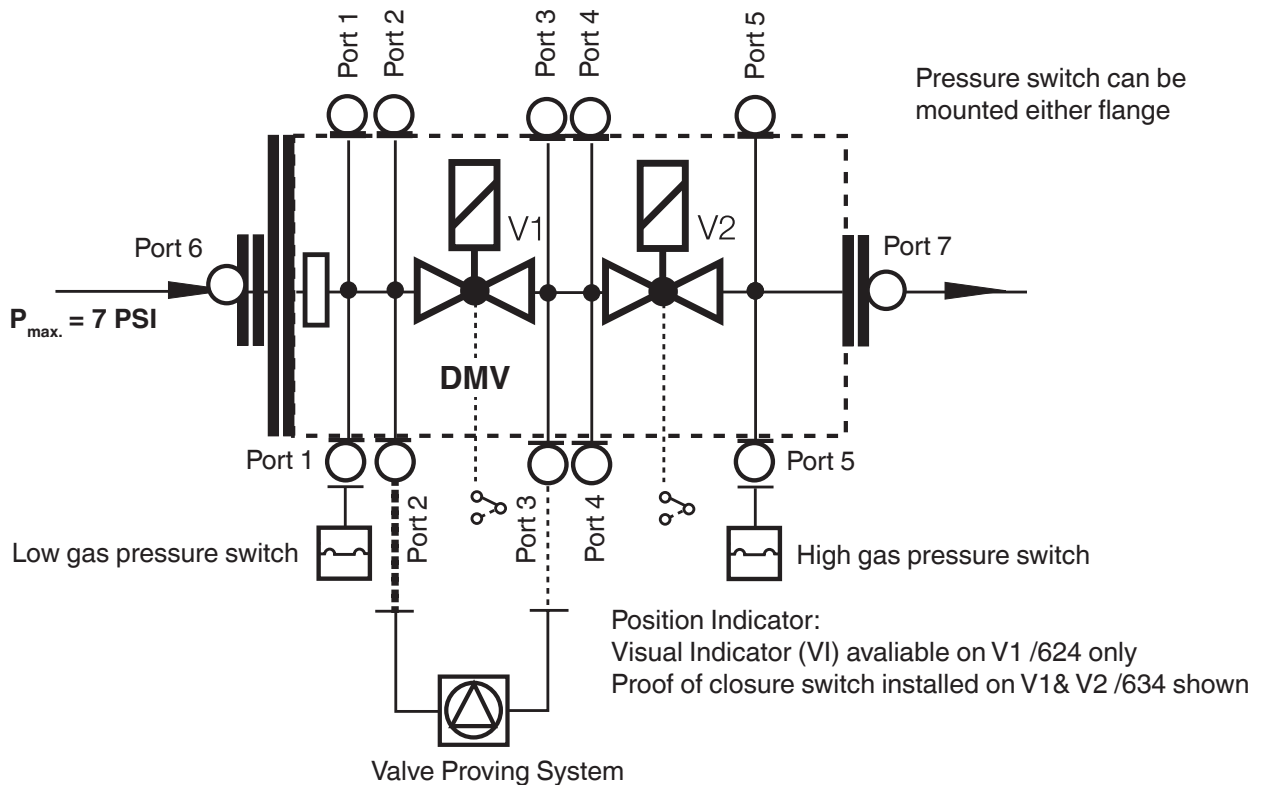 Port 1
Port 2
Port 3
Port 4
Port 5
Pressure switch can be
mounted either flange
Port 6
V1
V2
Port 7
Pmax. = 7 PSI
DMV
Port 1
Port 2
Port 3
Port 4
Port 5
Low gas pressure switch
High gas pressure switch
Position Indicator:
Visual Indicator (VI) avaliable on V1 /624 only
Proof of closure switch installed on V1& V2 /634 shown
Valve Proving System